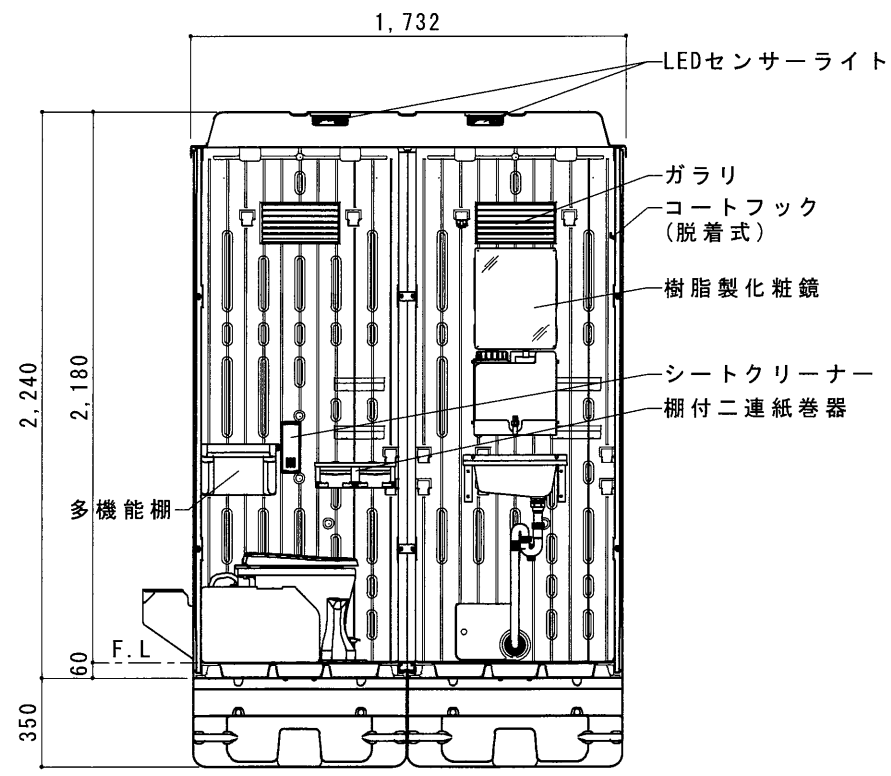 1,732
LEDセンサーライト
ガラリ
コートフック
(脱着式)
樹脂製化粧鏡
2,240
2,180
シートクリーナー
棚付二連紙巻器
多機能棚
F.L
60
350